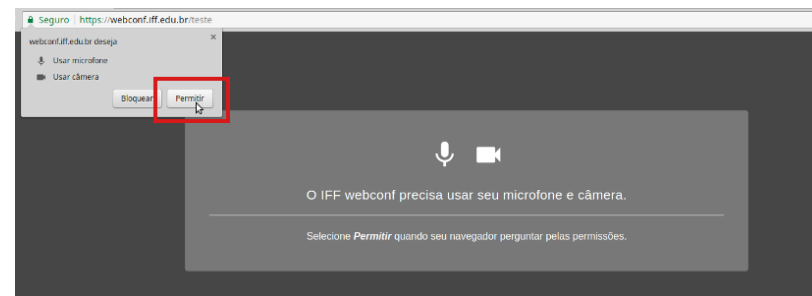 Seguro https://webconf.iff.edu.br/teste
webconf.iff.edu.br deseja
×
Usar microfone
Usar câmera
Bloquear Permitir
O IFF webconf precisa usar seu microfone e câmera.
Selecione Permitir quando seu navegador perguntar pelas permissões.